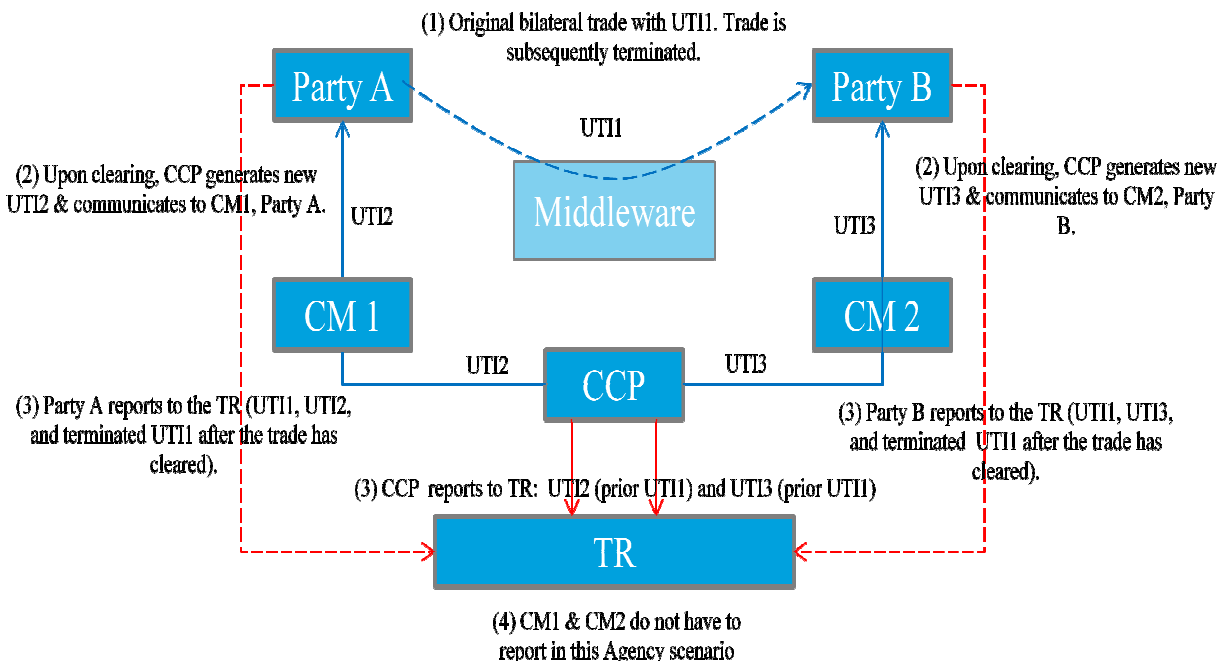 (1) Original bilateral trade with UTI1. Trade is
subsequently terminated.
Party A
Party B
UTI1
(2) Upon clearing, CCP generates new
UTI2 & communicates to CM1, Party A.
UTI2
Middleware
UTI3
(2) Upon clearing, CCP generates new
UTI3 & communicates to CM2, Party
B.
CM 1
CM 2
UTI2
CCP
UTI3
(3) Party A reports to the TR (UTI1, UTI2,
and terminated UTI1 after the trade has
cleared).
(3) Party B reports to the TR (UTI1, UTI3,
and terminated UTI1 after the trade has
cleared).
(3) CCP reports to TR: UTI2 (prior UTI1) and UTI3 (prior UTI1)
TR
(4) CM1 & CM2 do not have to
report in this Agency scenario